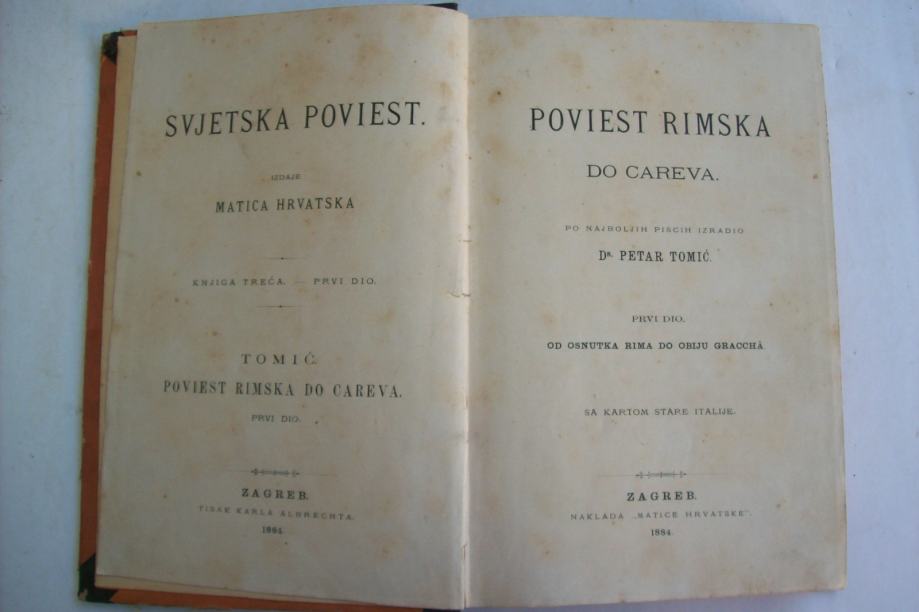 SVJETSKA POVIEST.
IZDAJE
MATICA HRVATSKA
KNJIGA TREĆA. — PRVI DIO.
TOMIĆ
POVIEST RIMSKA DO CAREVA.
PRVI DIO.
ZAGREB.
TISAK KARLA ALBRECHTA.
1884.
POVIEST RIMSKA
DO CAREVA.
PO NAJBOLJIH PISCIH IZRADIO
DR. PETAR TOMIĆ.
PRVI DIO.
OD OSNUTKA RIMA DO OBIJU GRACCHÂ.
SA KARTOM STARE ITALIJE.
ZAGREB.
NAKLADA „MATICE HRVATSKE".
1884.